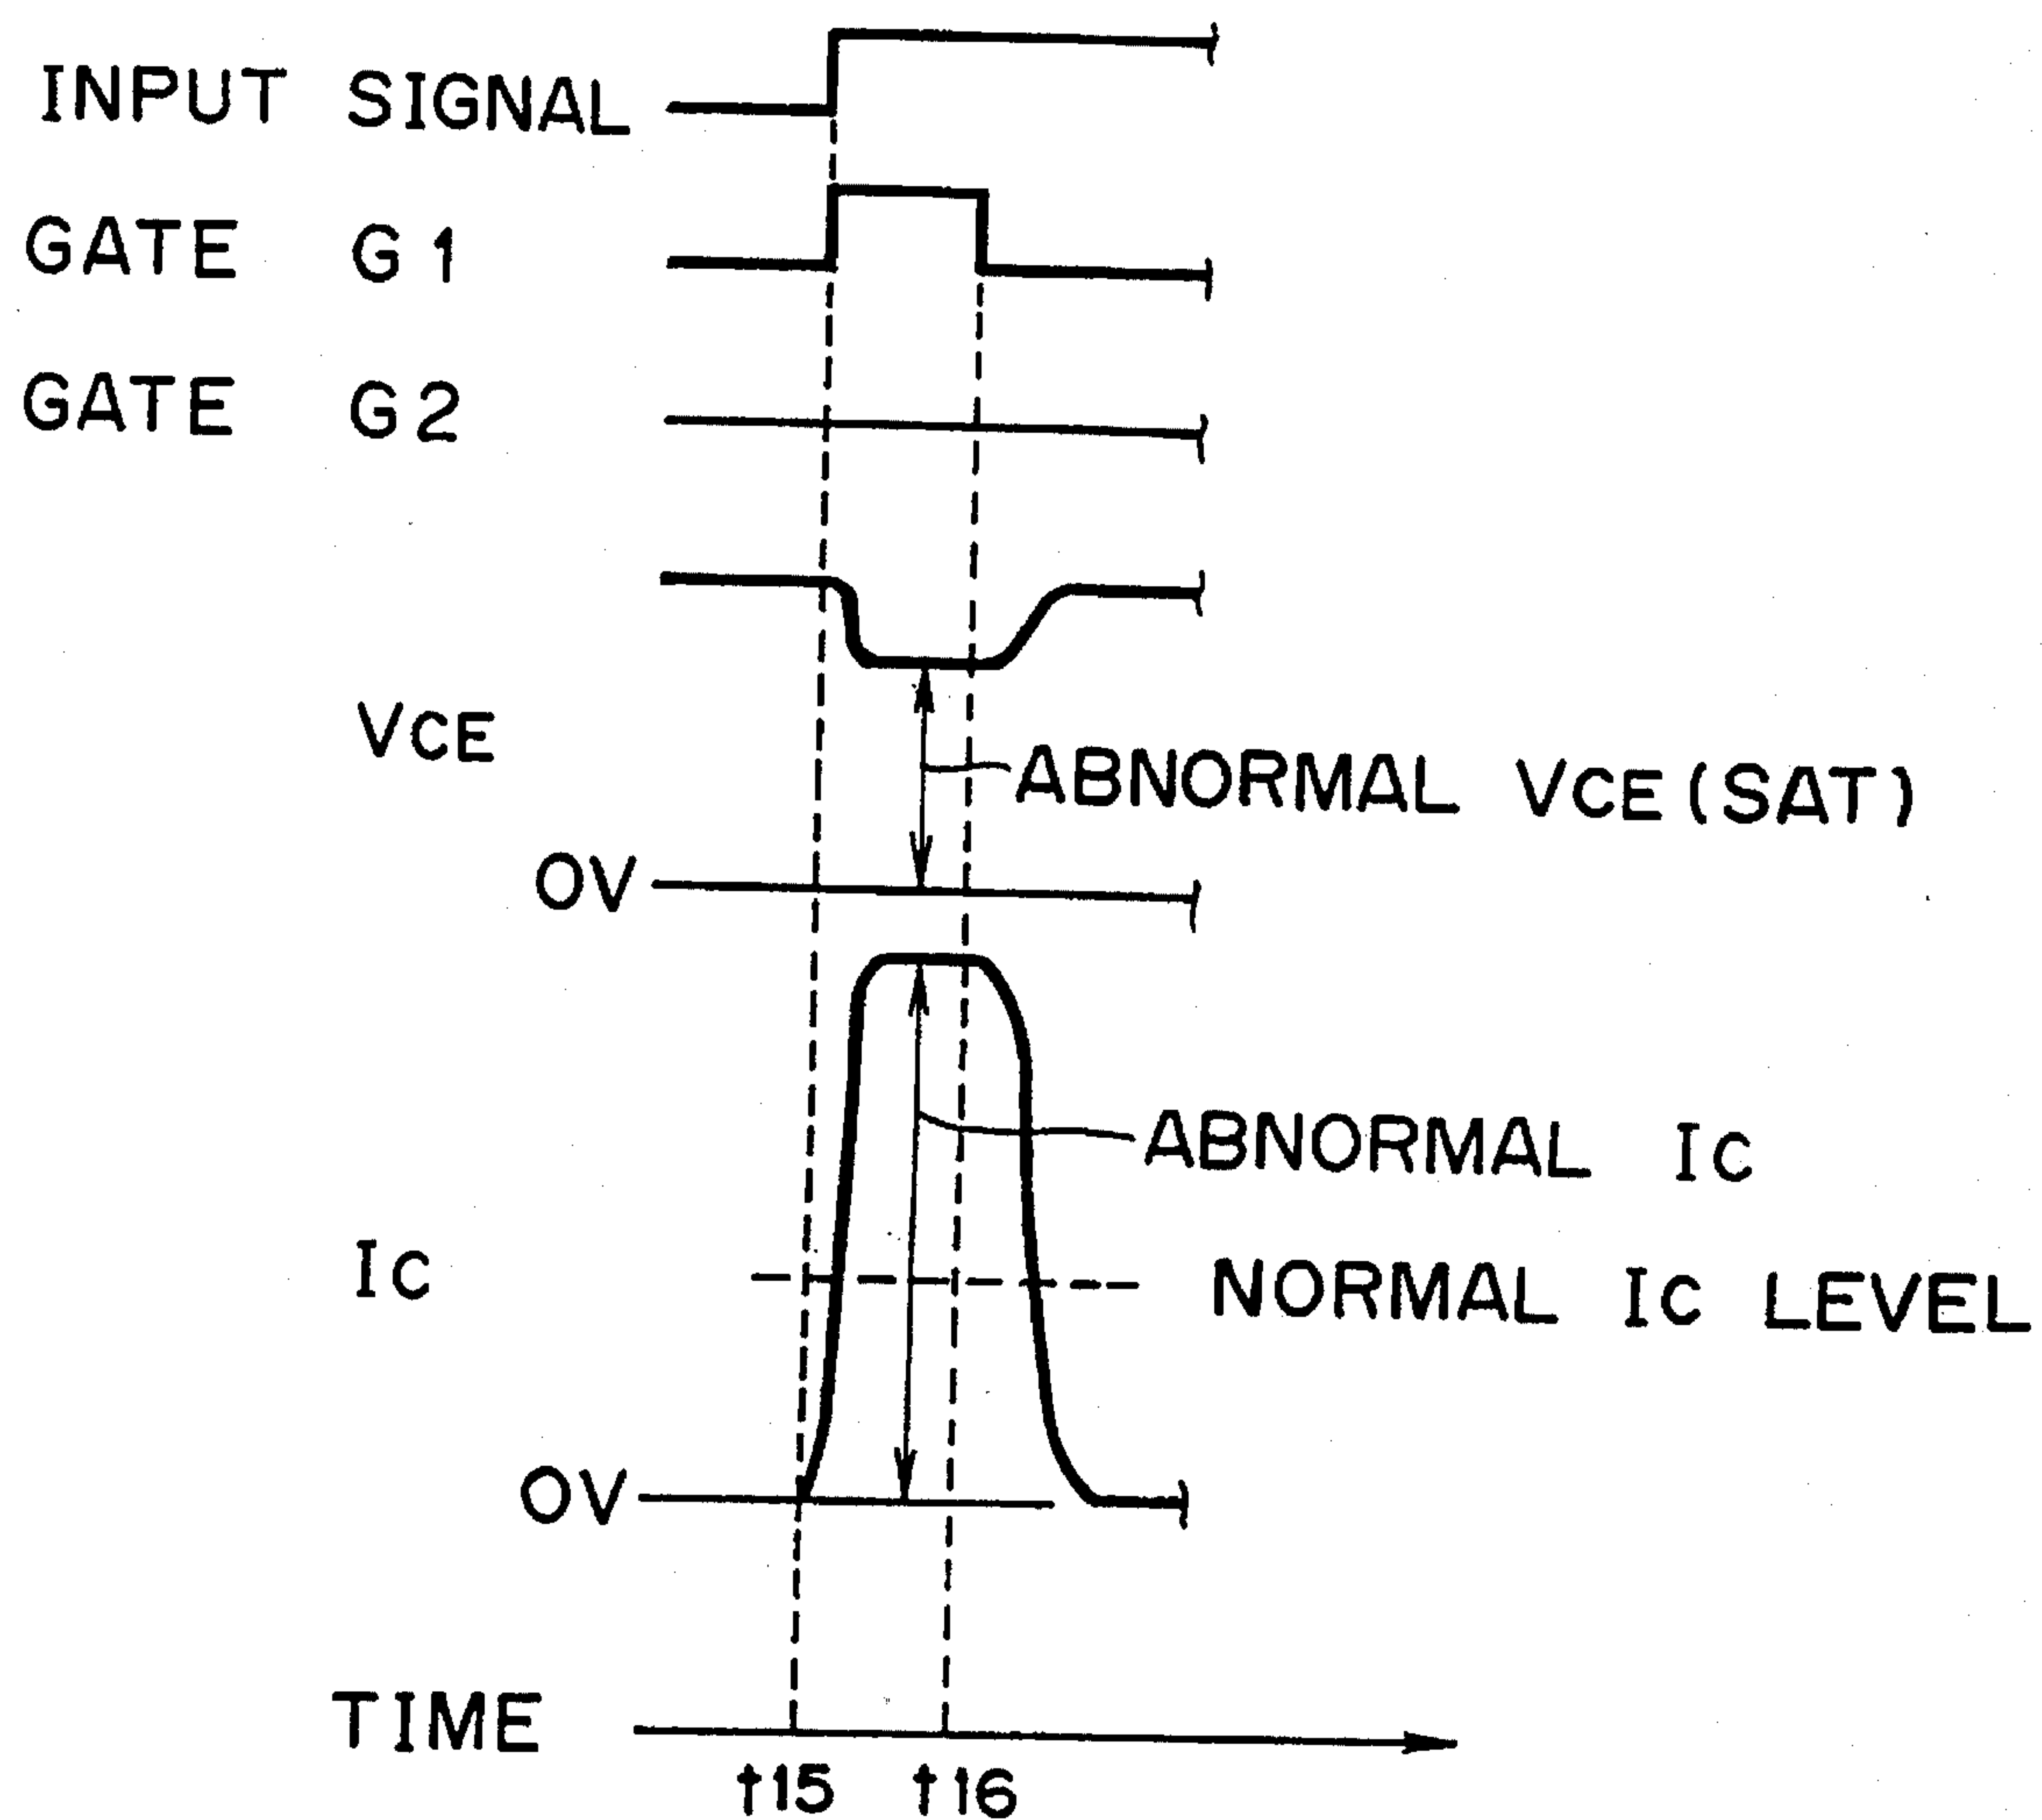 INPUT SIGNAL
GATE G1
GATE G2
VCE
ABNORMAL VCE(SAT)
0V
ABNORMAL IC
IC
NORMAL IC LEVEL
0V
TIME
t15 t16